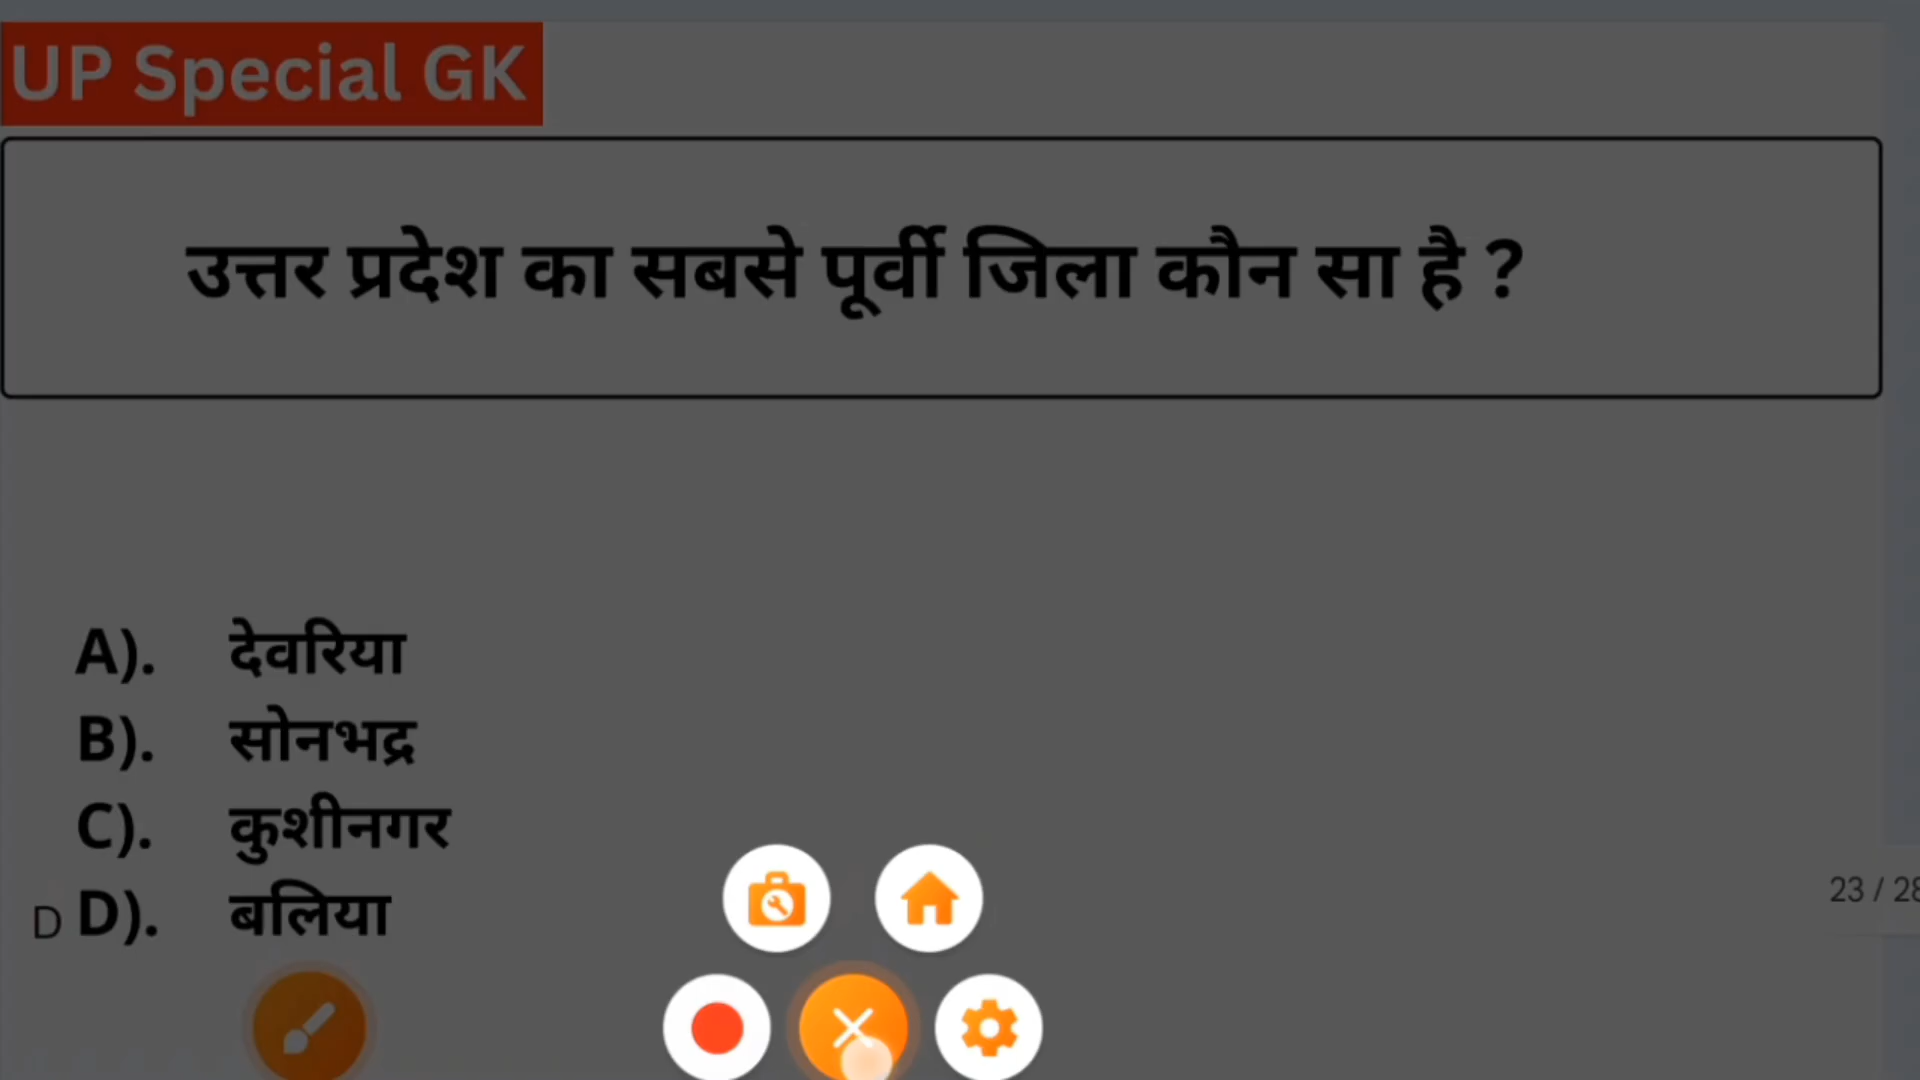 UP Special GK
उत्तर प्रदेश का सबसे पूर्वी जिला कौन सा है ?
A). देवरिया
B). सोनभद्र
C). कुशीनगर
D D). बलिया
23 / 28